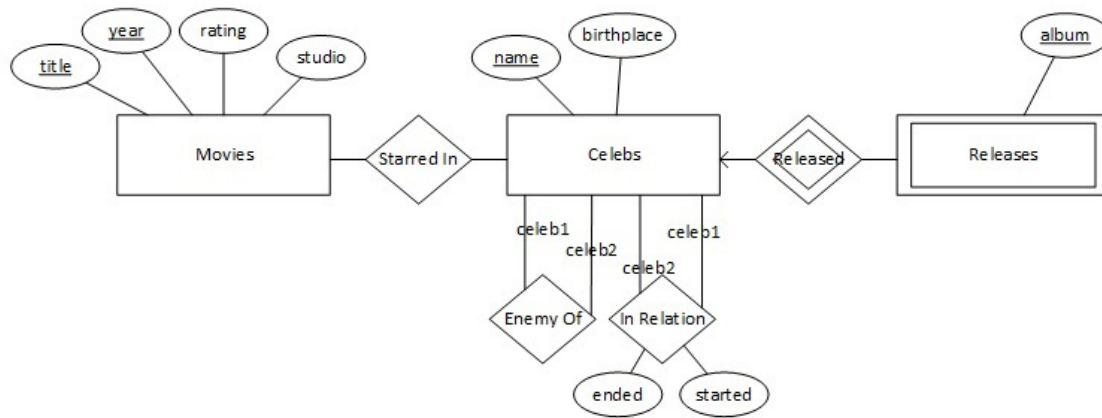 title
year
rating
studio
name
birthplace
album
Movies
Starred In
Celebs
Released
Releases
celeb1
celeb2
celeb2
celeb1
Enemy Of
In Relation
ended
started